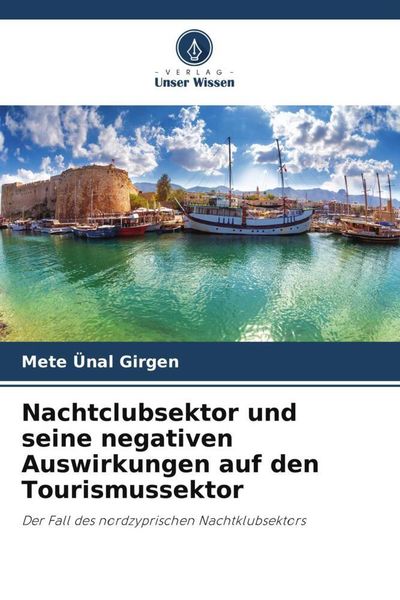 - VERLAG -
Unser Wissen
Mete Ünal Girgen
Nachtclubsektor und
seine negativen
Auswirkungen auf den
Tourismussektor
Der Fall des nordzyprischen Nachtklubsektors